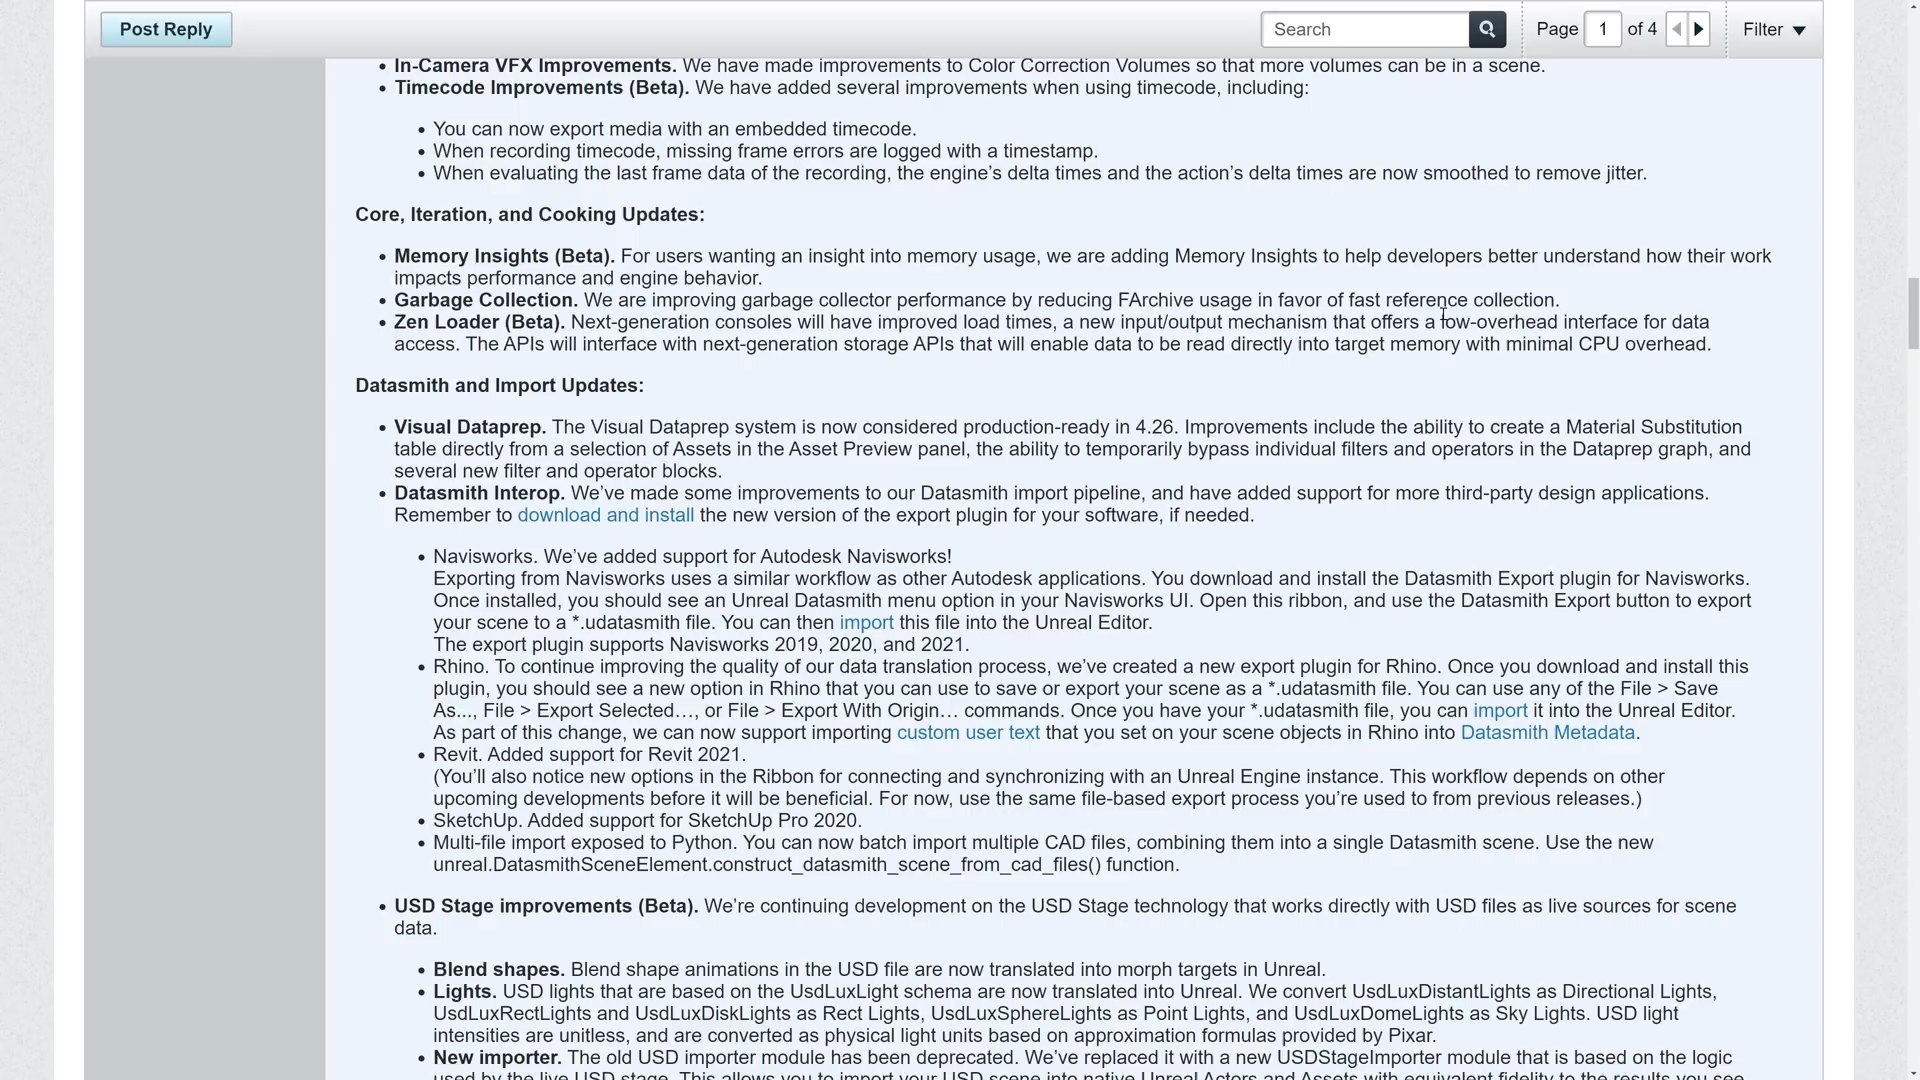 Post Reply
Search
Page 1 of 4
Filter
In-Camera VFX Improvements. We have made improvements to Color Correction Volumes so that more volumes can be in a scene.
Timecode Improvements (Beta). We have added several improvements when using timecode, including:
You can now export media with an embedded timecode.
When recording timecode, missing frame errors are logged with a timestamp.
When evaluating the last frame data of the recording, the engine’s delta times and the action’s delta times are now smoothed to remove jitter.
Core, Iteration, and Cooking Updates:
Memory Insights (Beta). For users wanting an insight into memory usage, we are adding Memory Insights to help developers better understand how their work
impacts performance and engine behavior.
Garbage Collection. We are improving garbage collector performance by reducing FArchive usage in favor of fast reference collection.
Zen Loader (Beta). Next-generation consoles will have improved load times, a new input/output mechanism that offers a low-overhead interface for data
access. The APIs will interface with next-generation storage APIs that will enable data to be read directly into target memory with minimal CPU overhead.
Datasmith and Import Updates:
Visual Dataprep. The Visual Dataprep system is now considered production-ready in 4.26. Improvements include the ability to create a Material Substitution
table directly from a selection of Assets in the Asset Preview panel, the ability to temporarily bypass individual filters and operators in the Dataprep graph, and
several new filter and operator blocks.
Datasmith Interop. We’ve made some improvements to our Datasmith import pipeline, and have added support for more third-party design applications.
Remember to download and install the new version of the export plugin for your software, if needed.
Navisworks. We’ve added support for Autodesk Navisworks!
Exporting from Navisworks uses a similar workflow as other Autodesk applications. You download and install the Datasmith Export plugin for Navisworks.
Once installed, you should see an Unreal Datasmith menu option in your Navisworks UI. Open this ribbon, and use the Datasmith Export button to export
your scene to a *.udatasmith file. You can then import this file into the Unreal Editor.
The export plugin supports Navisworks 2019, 2020, and 2021.
Rhino. To continue improving the quality of our data translation process, we’ve created a new export plugin for Rhino. Once you download and install this
plugin, you should see a new option in Rhino that you can use to save or export your scene as a *.udatasmith file. You can use any of the File > Save
As..., File > Export Selected…, or File > Export With Origin… commands. Once you have your *.udatasmith file, you can import it into the Unreal Editor.
As part of this change, we can now support importing custom user text that you set on your scene objects in Rhino into Datasmith Metadata.
Revit. Added support for Revit 2021.
(You’ll also notice new options in the Ribbon for connecting and synchronizing with an Unreal Engine instance. This workflow depends on other
upcoming developments before it will be beneficial. For now, use the same file-based export process you’re used to from previous releases.)
SketchUp. Added support for SketchUp Pro 2020.
Multi-file import exposed to Python. You can now batch import multiple CAD files, combining them into a single Datasmith scene. Use the new
unreal.DatasmithSceneElement.construct_datasmith_scene_from_cad_files() function.
USD Stage improvements (Beta). We’re continuing development on the USD Stage technology that works directly with USD files as live sources for scene
data.
Blend shapes. Blend shape animations in the USD file are now translated into morph targets in Unreal.
Lights. USD lights that are based on the UsdLuxLight schema are now translated into Unreal. We convert UsdLuxDistantLights as Directional Lights,
UsdLuxRectLights and UsdLuxDiskLights as Rect Lights, UsdLuxSphereLights as Point Lights, and UsdLuxDomeLights as Sky Lights. USD light
intensities are unitless, and are converted as physical light units based on approximation formulas provided by Pixar.
New importer. The old USD importer module has been deprecated. We’ve replaced it with a new USDStageImporter module that is based on the logic
used by the live USD stage. This allows you to import your USD scene into native Unreal Actors and Assets with equivalent fidelity to the results you see